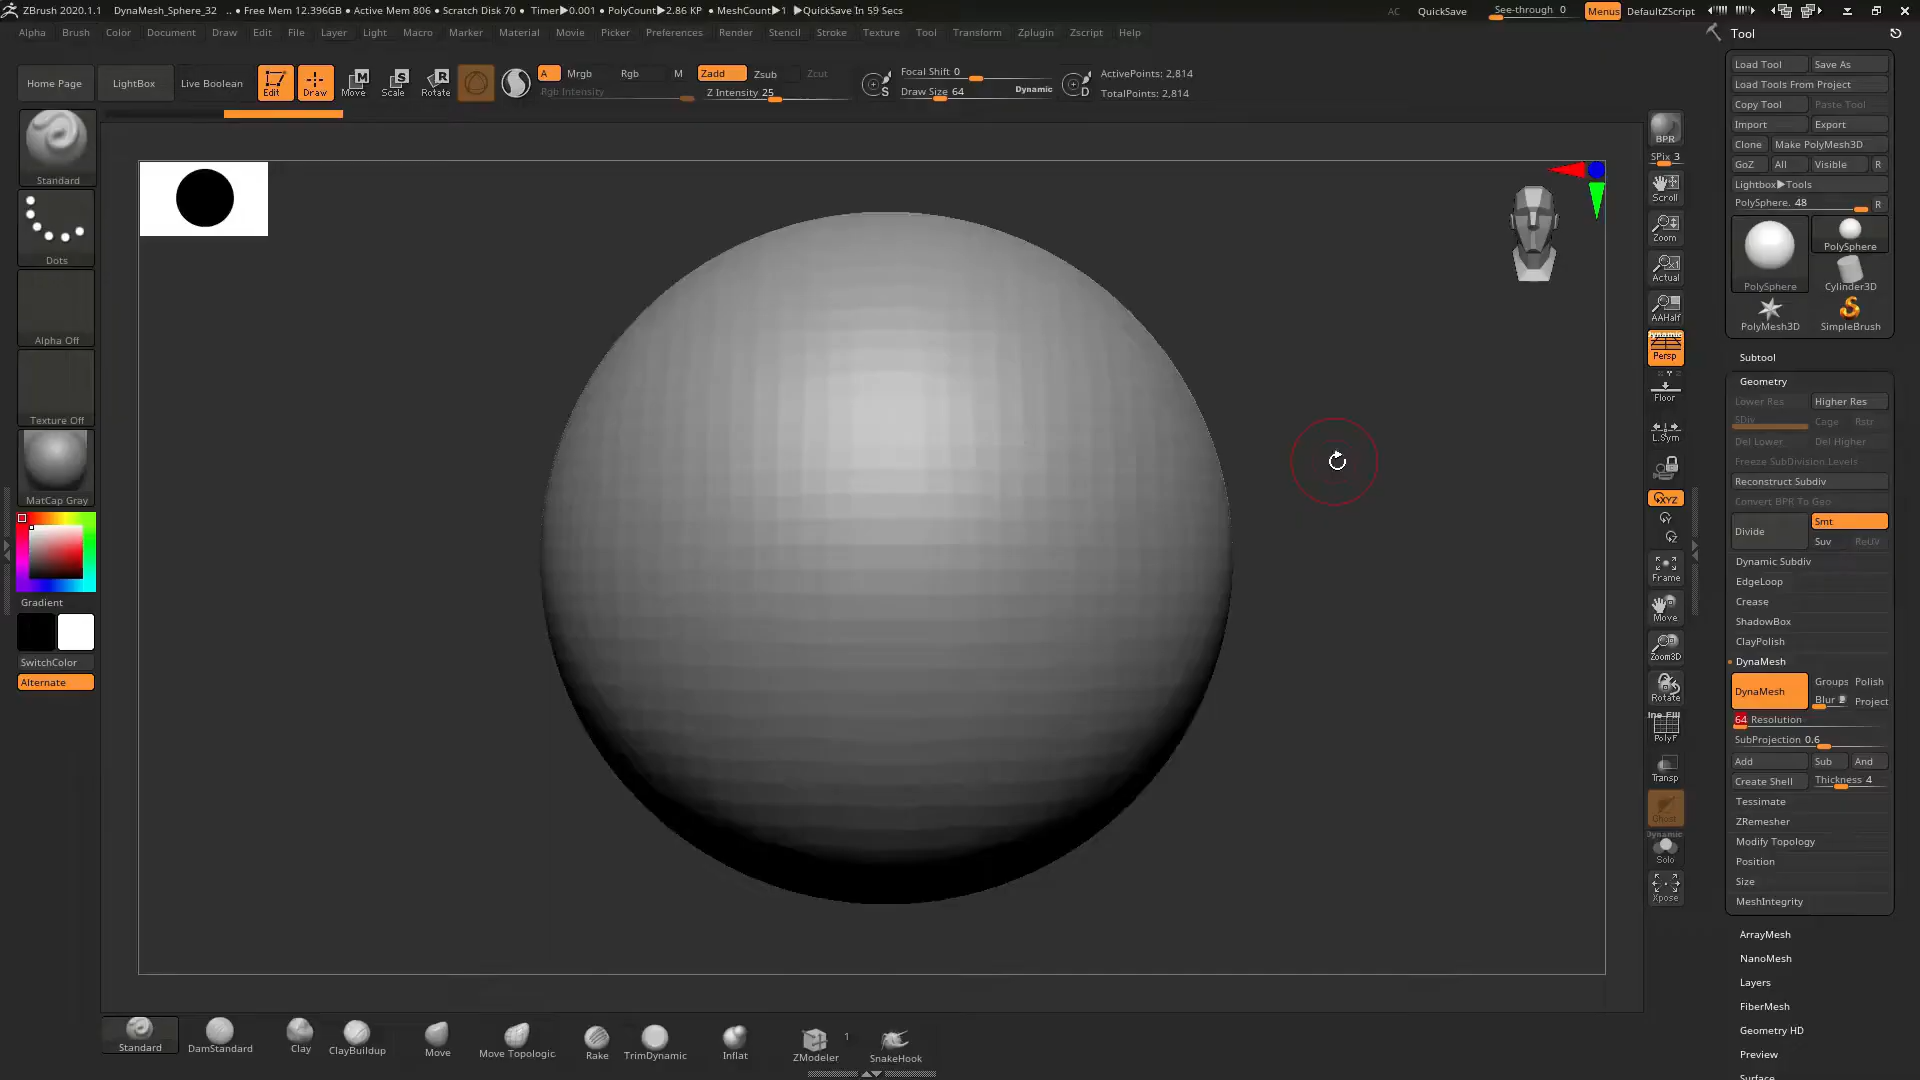 ZBrush 2020.1.1 DynaMesh_Sphere_32 .. • Free Mem 12.396GB • Active Mem 806 • Scratch Disk 70 • Timer▶0.001 • PolyCount▶2.86 KP • MeshCount▶1 ▶QuickSave In 59 Secs AC QuickSave See-through 0 Menus DefaultZScript
Alpha Brush Color Document Draw Edit File Layer Light Macro Marker Material Movie Picker Preferences Render Stencil Stroke Texture Tool Transform Zplugin Zscript Help
Home Page LightBox Live Boolean Edit Draw Move Scale Rotate
M S R
A Mrgb Rgb M Zadd Zsub Zcut
Rgb Intensity Z Intensity 25
S Focal Shift 0
Draw Size 64 Dynamic
D ActivePoints: 2,814
TotalPoints: 2,814
Standard
Dots
Alpha Off
Texture Off
MatCap Gray
Gradient
SwitchColor
Alternate
BPR
SPix 3
Scroll
Zoom
Actual
AAHalf
Dynamic
Persp
Floor
L.Sym
XYZ
Y
Z
Frame
Move
Zoom3D
Rotate
Line Fill
PolyF
Transp
Ghost
Dynamic
Solo
Xpose
Tool
Load Tool Save As
Load Tools From Project
Copy Tool Paste Tool
Import Export
Clone Make PolyMesh3D
GoZ All Visible R
Lightbox▶Tools
PolySphere. 48 R
PolySphere PolySphere
Cylinder3D
PolyMesh3D SimpleBrush
Subtool
Geometry
Lower Res Higher Res
SDiv Cage Rstr
Del Lower Del Higher
Freeze SubDivision Levels
Reconstruct Subdiv
Convert BPR To Geo
Divide Smt
Suv ReUV
Dynamic Subdiv
EdgeLoop
Crease
ShadowBox
ClayPolish
DynaMesh
DynaMesh Groups Polish
Blur 2 Project
64 Resolution
SubProjection 0.6
Add Sub And
Create Shell Thickness 4
Tessimate
ZRemesher
Modify Topology
Position
Size
MeshIntegrity
ArrayMesh
NanoMesh
Layers
FiberMesh
Geometry HD
Preview
Surface
Standard DamStandard Clay ClayBuildup Move Move Topologic Rake TrimDynamic Inflat ZModeler 1 SnakeHook